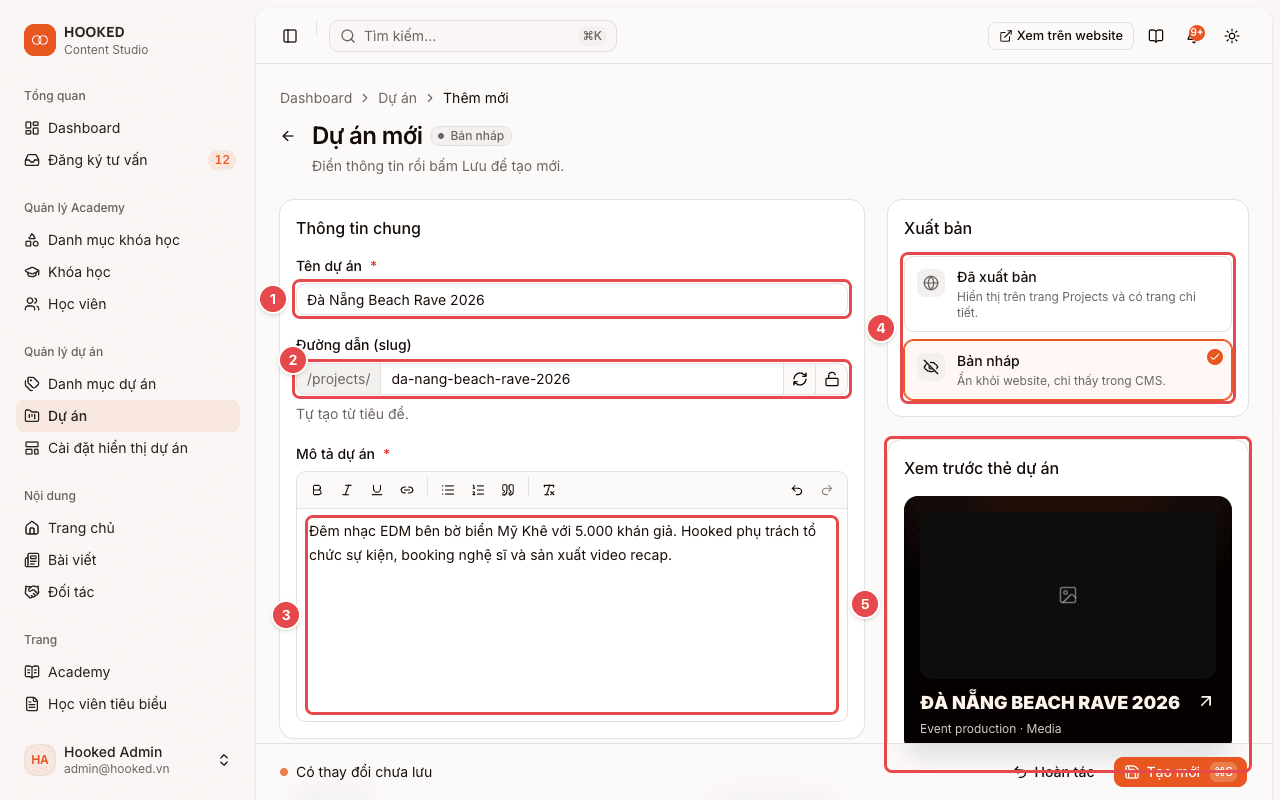 HOOKED
Content Studio
Tổng quan
Dashboard
Đăng ký tư vấn
12
Quản lý Academy
Danh mục khóa học
Khóa học
Học viên
Quản lý dự án
Danh mục dự án
Dự án
Cài đặt hiển thị dự án
Nội dung
Trang chủ
Bài viết
Đối tác
Trang
Academy
Học viên tiêu biểu
HA
Hooked Admin
admin@hooked.vn
Tìm kiếm...
⌘K
Xem trên website
9+
Dashboard > Dự án > Thêm mới
Dự án mới
Bản nháp
Điền thông tin rồi bấm Lưu để tạo mới.
Thông tin chung
Tên dự án *
1
Đà Nẵng Beach Rave 2026
Đường dẫn (slug)
2
/projects/ da-nang-beach-rave-2026
Tự tạo từ tiêu đề.
Mô tả dự án *
Đêm nhạc EDM bên bờ biển Mỹ Khê với 5.000 khán giả. Hooked phụ trách tổ
chức sự kiện, booking nghệ sĩ và sản xuất video recap.
3
Xuất bản
Đã xuất bản
Hiển thị trên trang Projects và có trang chi
tiết.
4
Bản nháp
Ẩn khỏi website, chỉ thấy trong CMS.
Xem trước thẻ dự án
5
ĐÀ NẴNG BEACH RAVE 2026
Event production · Media
Có thay đổi chưa lưu
Hoàn tác
Tạo mới
⌘S